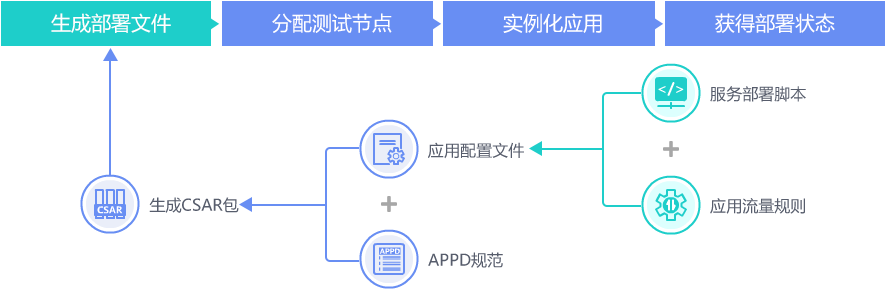 生成部署文件
分配测试节点
实例化应用
获得部署状态
服务部署脚本
应用配置文件
CSAR
生成CSAR包
应用流量规则
APPD
APPD规范